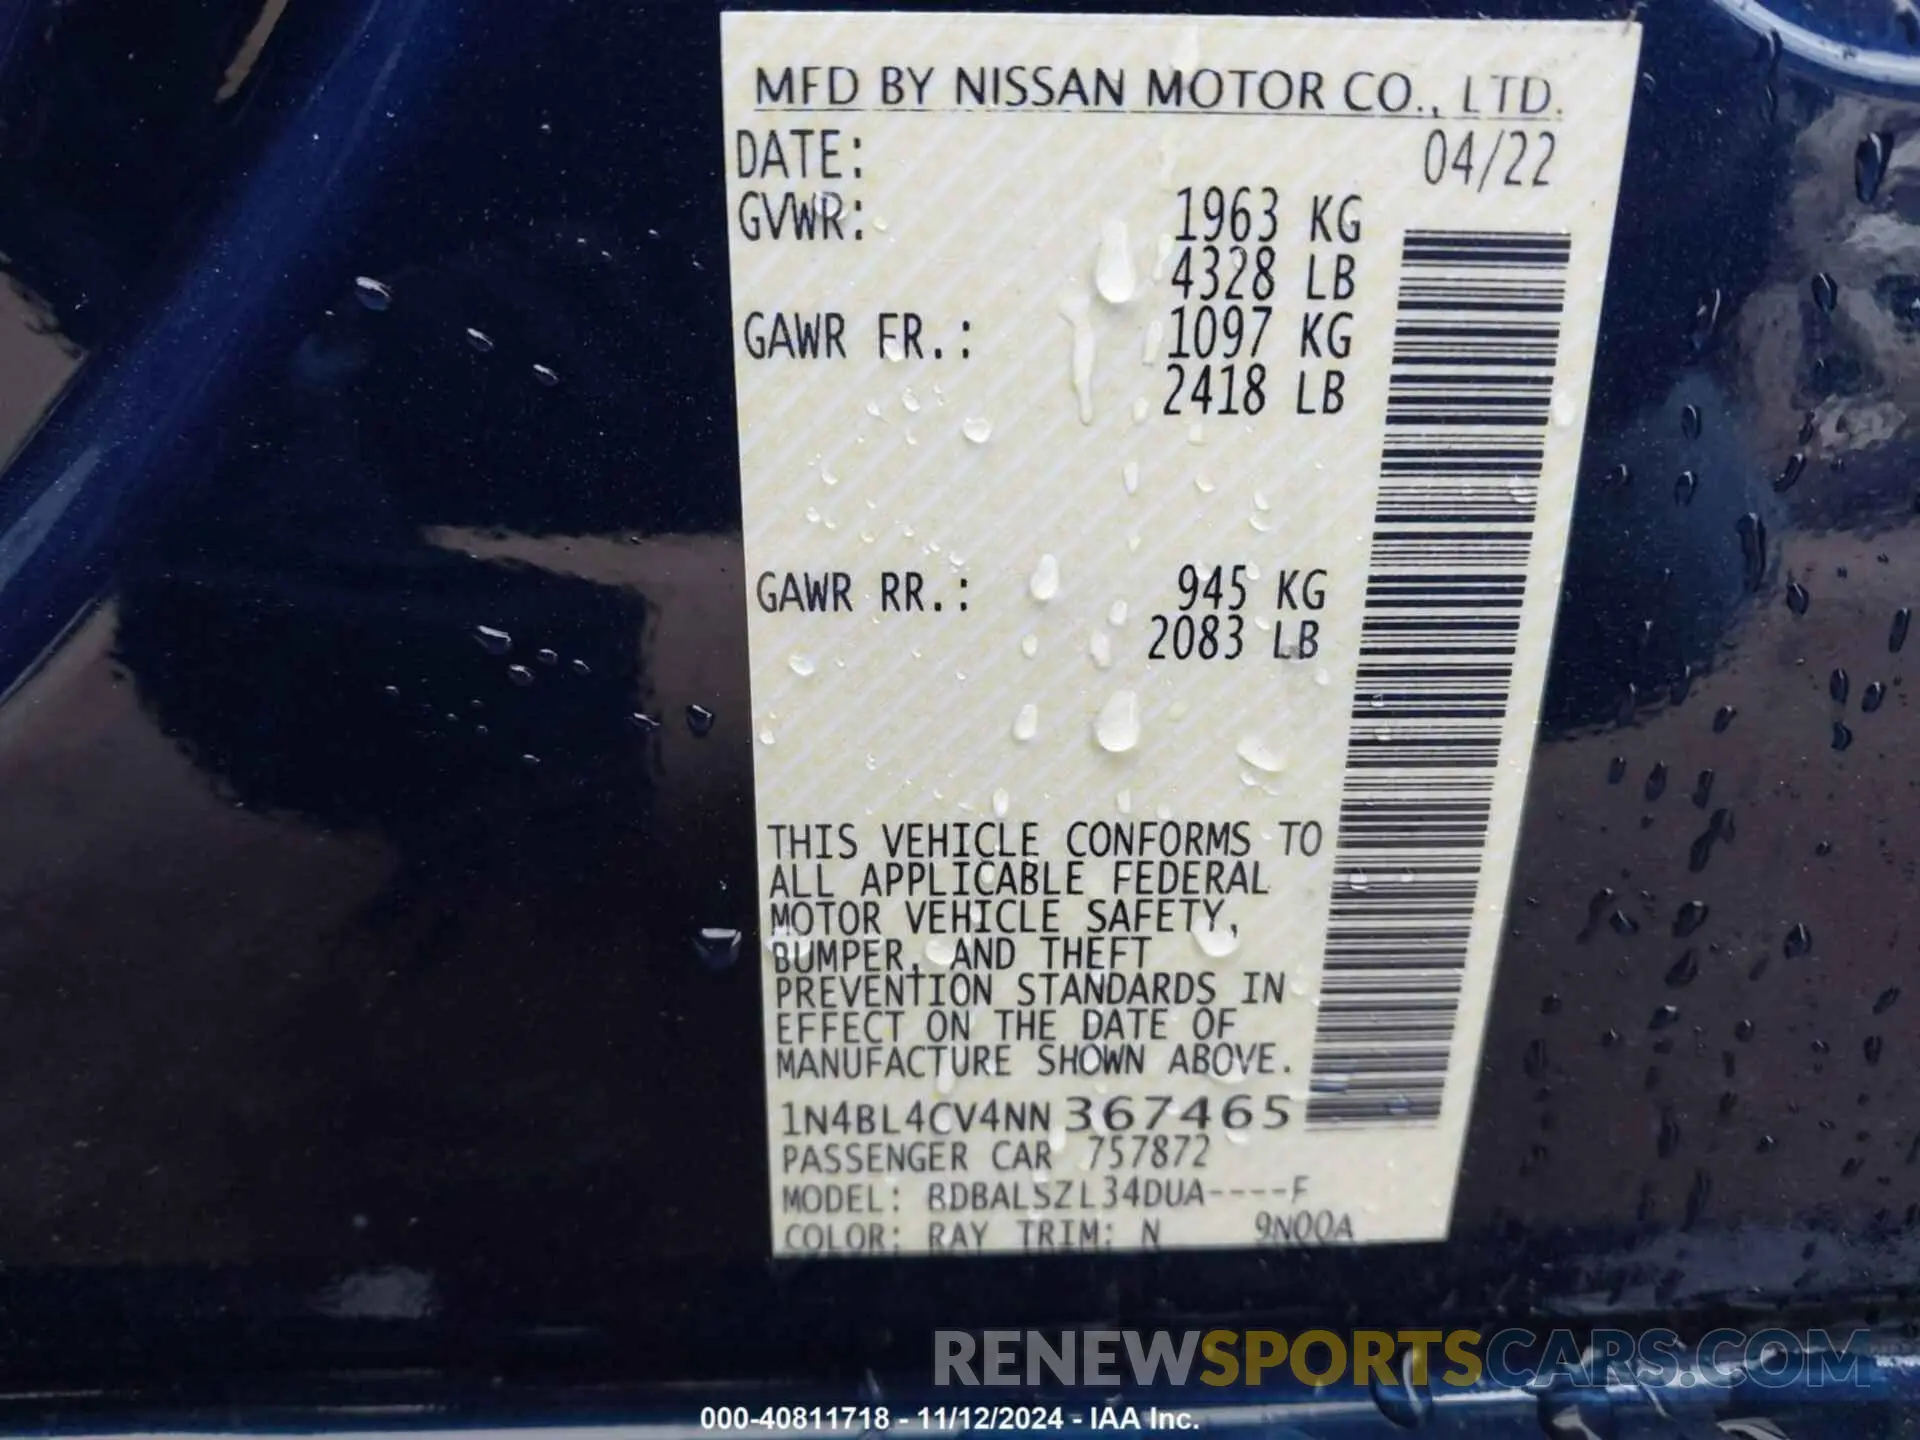 MFD BY NISSAN MOTOR CO., LTD.
DATE: 04/22
GVWR: 1963 KG
4328 LB
GAWR FR.: 1097 KG
2418 LB
GAWR RR.: 945 KG
2083 LB
THIS VEHICLE CONFORMS TO
ALL APPLICABLE FEDERAL
MOTOR VEHICLE SAFETY,
BUMPER, AND THEFT
PREVENTION STANDARDS IN
EFFECT ON THE DATE OF
MANUFACTURE SHOWN ABOVE.
1N4BL4CV4NN367465
PASSENGER CAR 757872
MODEL: BDBALSZL34DUA----F
COLOR: RAY TRIM: N 9N00A
RENEWSPORTSCARS.COM
000-40811718 - 11/12/2024 - IAA Inc.